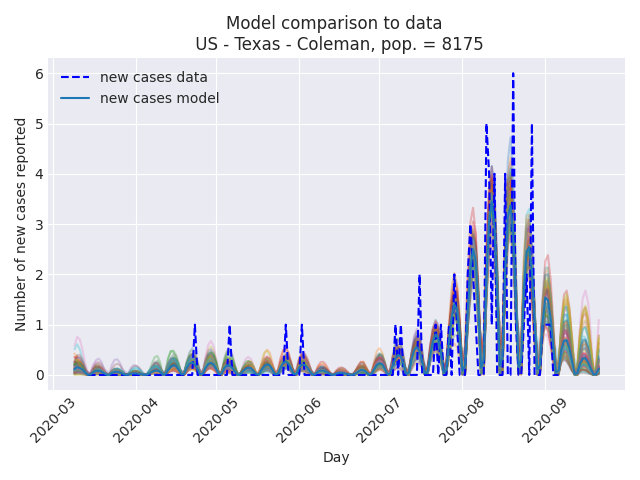 Model comparison to data
US - Texas - Coleman, pop. = 8175
new cases data
new cases model
Number of new cases reported
6
5
4
3
2
1
0
2020-03
2020-04
2020-05
2020-06
2020-07
2020-08
2020-09
Day